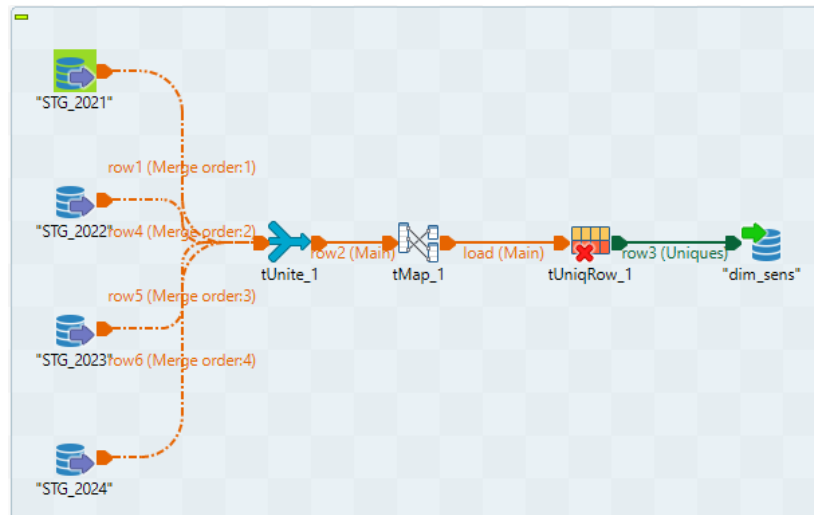 "STG_2021"
row1 (Merge order:1)
"STG_2022"
row4 (Merge order:2)
row2 (Main)
load (Main)
row3 (Uniques)
tUnite_1
tMap_1
tUniqRow_1
"dim_sens"
row5 (Merge order:3)
"STG_2023"
row6 (Merge order:4)
"STG_2024"